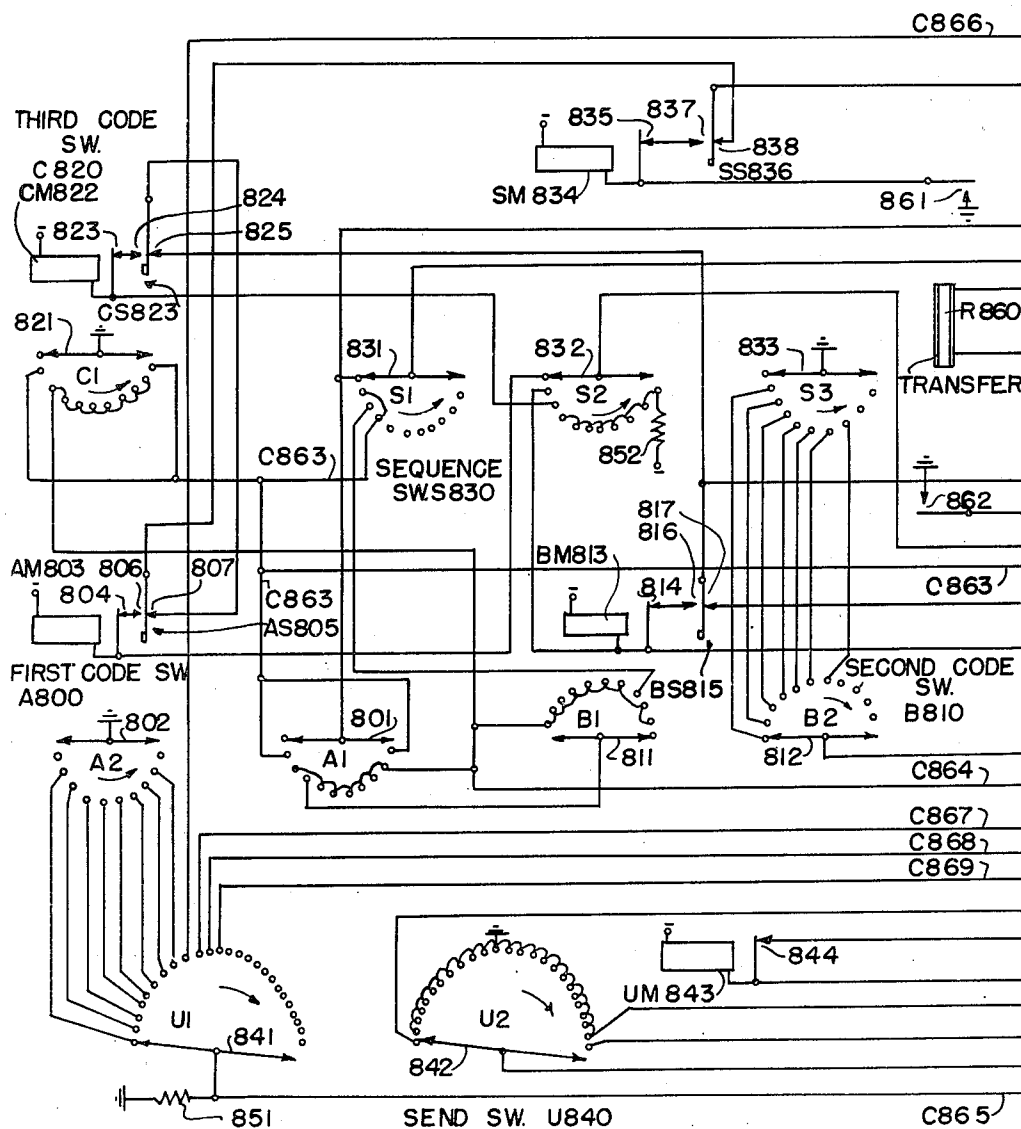 C866
THIRD CODE
SW.
C820
CM822
835
837
838
SS836
SM834
861
823
824
825
CS823
821
C1
831
S1
832
S2
833
S3
R860
TRANSFER
852
C863
SEQUENCE
SW.S830
862
817
816
BM813
814
C863
AM803
806
807
804
C863
AS805
FIRST CODE SW
A800
BS815
SECOND CODE
SW.
B810
802
A2
801
A1
B1
811
B2
812
C864
C867
C868
C869
844
UM843
U1
841
U2
842
851
SEND SW. U840
C865